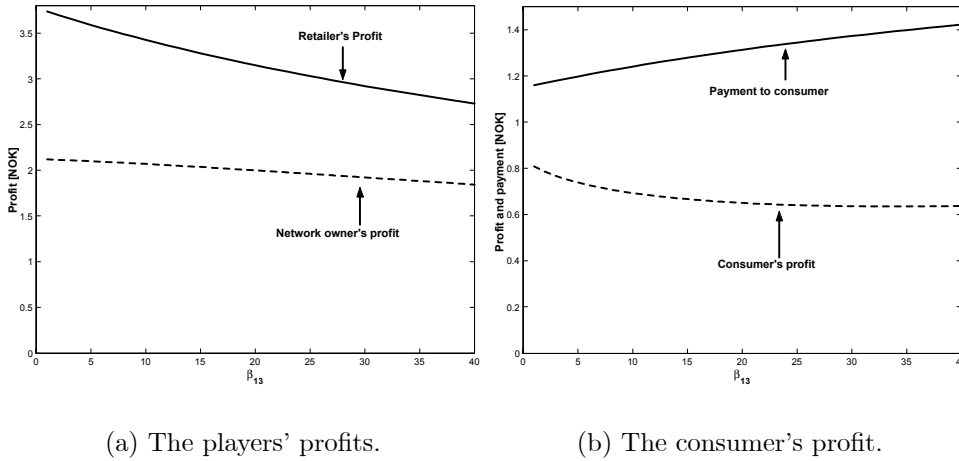 3.5
3
2.5
2
1.5
1
0.5
0
Profit [NOK]
Retailer's Profit
Network owner's profit
0 5 10 15 20 25 30 35 40
β13
(a) The players' profits.
1.4
1.2
1
0.8
0.6
0.4
0.2
0
Profit and payment [NOK]
Payment to consumer
Consumer's profit
0 5 10 15 20 25 30 35 40
β13
(b) The consumer's profit.